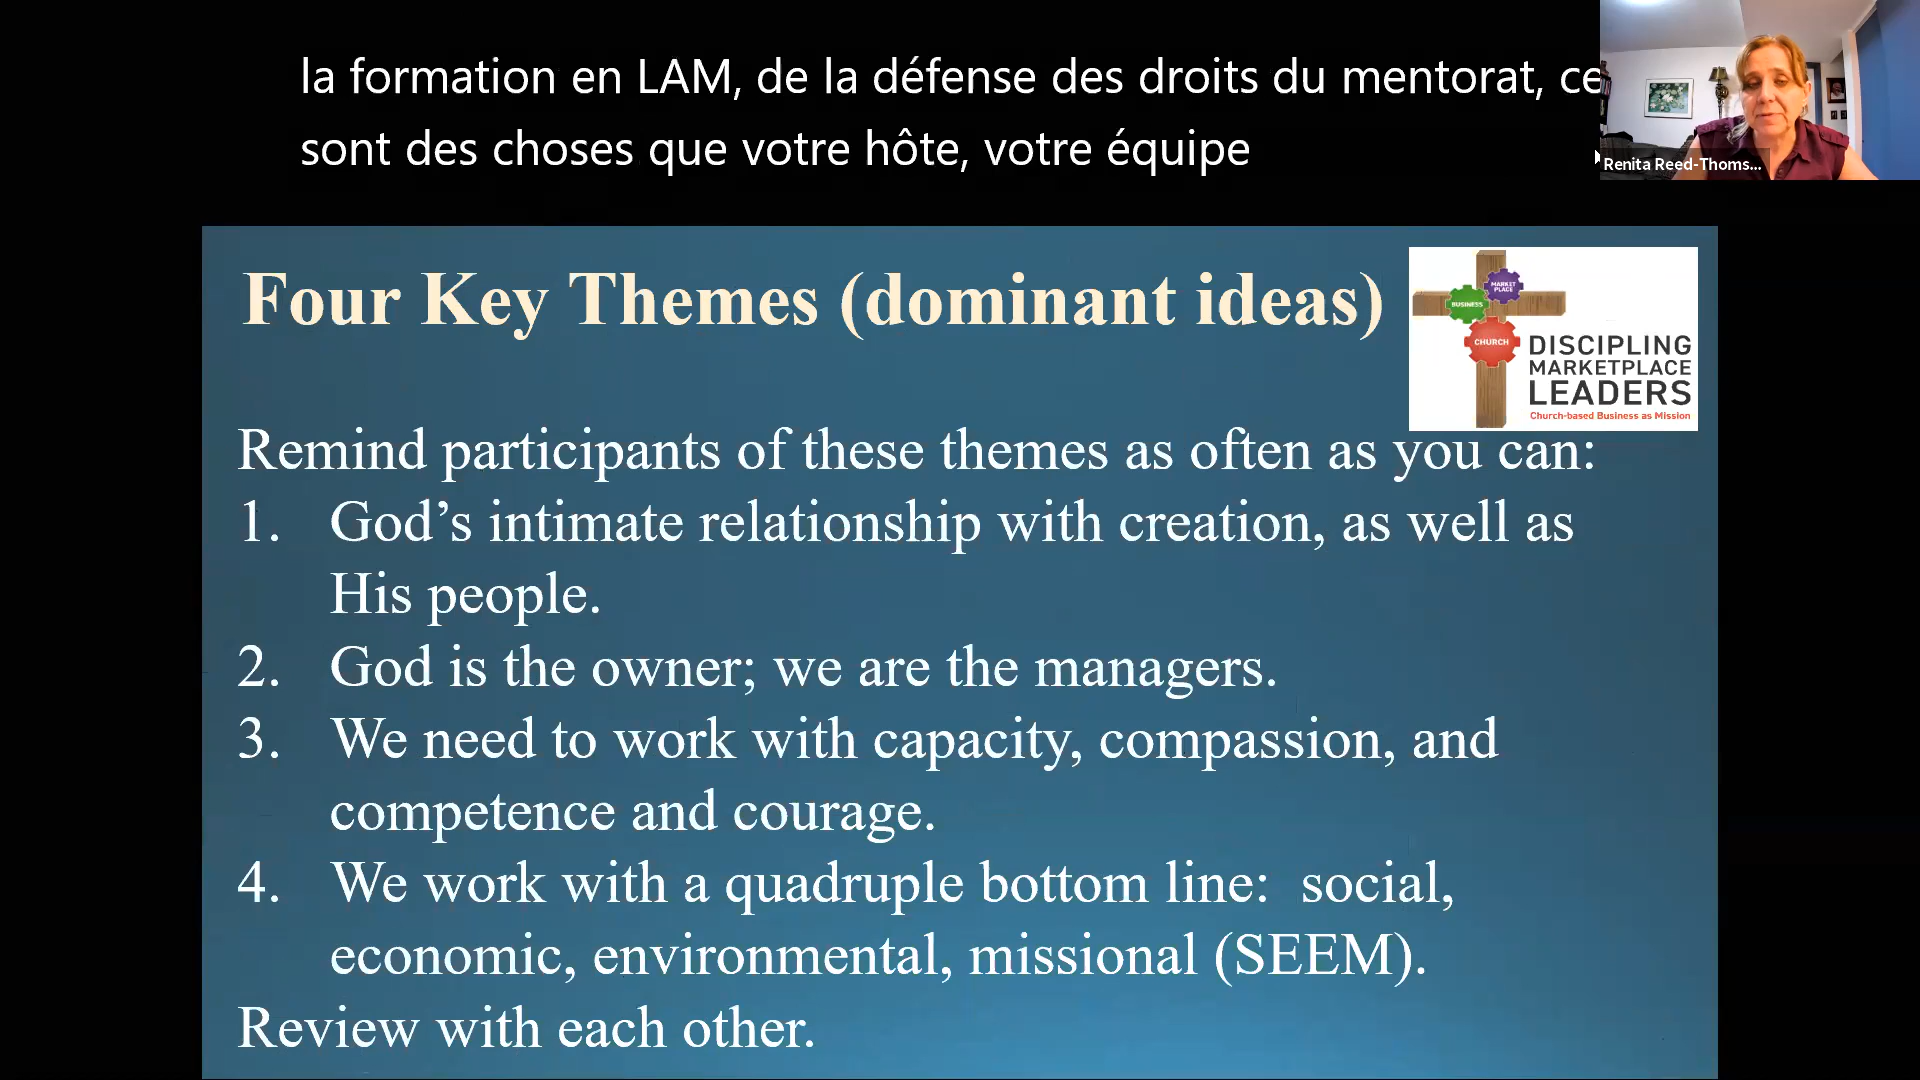 la formation en LAM, de la défense des droits du mentorat, ce
sont des choses que votre hôte, votre équipe
Renita Reed-Thoms...
Four Key Themes (dominant ideas)
MARKET
PLACE
BUSINESS
CHURCH
DISCIPLING
MARKETPLACE
LEADERS
Church-based Business as Mission
Remind participants of these themes as often as you can:
1. God’s intimate relationship with creation, as well as
His people.
2. God is the owner; we are the managers.
3. We need to work with capacity, compassion, and
competence and courage.
4. We work with a quadruple bottom line:  social,
economic, environmental, missional (SEEM).
Review with each other.